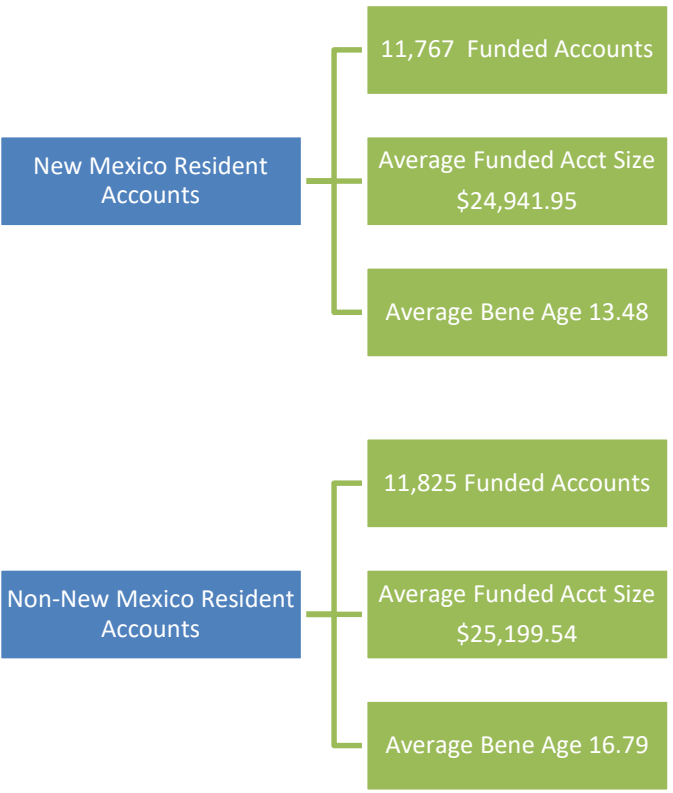 New Mexico Resident
Accounts
11,767  Funded Accounts
Average Funded Acct Size
$24,941.95
Average Bene Age 13.48
Non-New Mexico Resident
Accounts
11,825 Funded Accounts
Average Funded Acct Size
$25,199.54
Average Bene Age 16.79